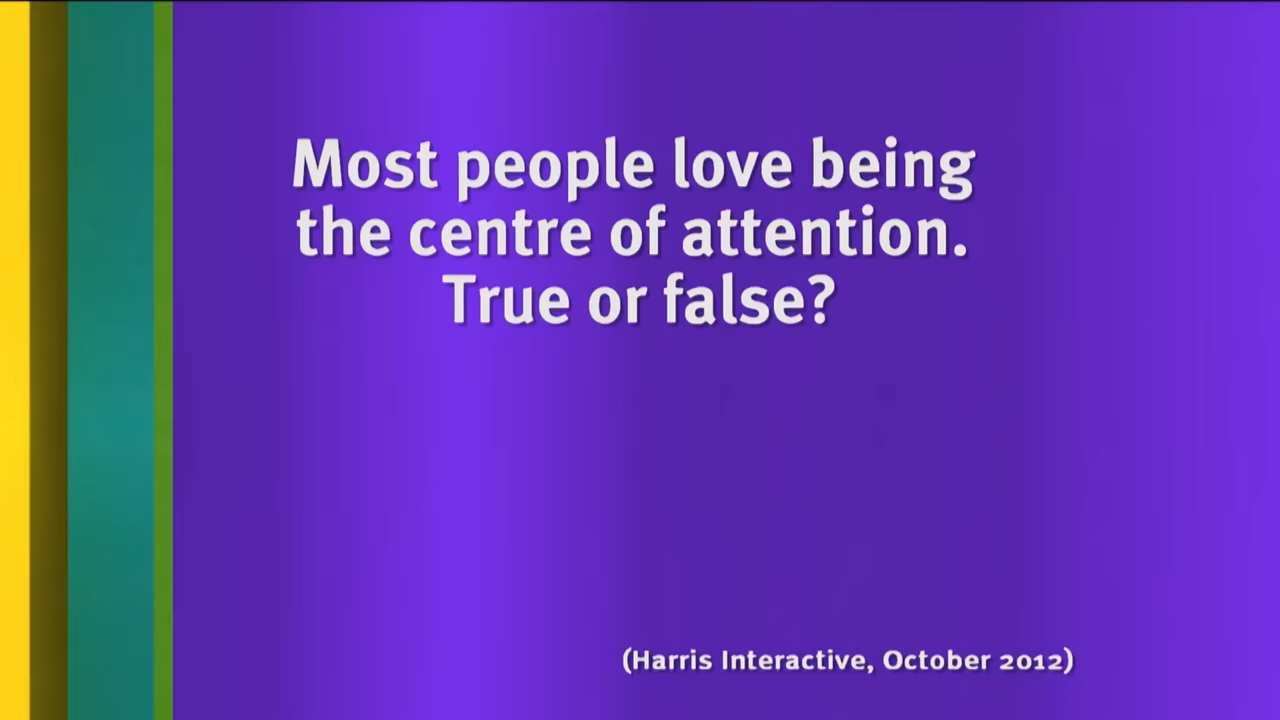 Most people love being
the centre of attention.
True or false?
(Harris Interactive, October 2012)